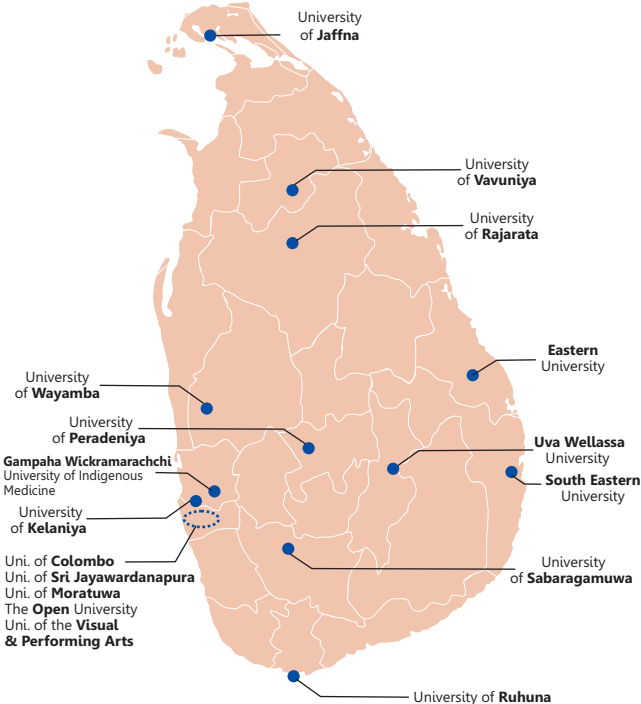 University
of Jaffna
University
of Vavuniya
University
of Rajarata
Eastern
University
University
of Wayamba
University
of Peradeniya
Uva Wellassa
University
Gampaha Wickramarachchi
University of Indigenous
Medicine
South Eastern
University
University
of Kelaniya
Uni. of Colombo
Uni. of Sri Jayawardanapura
Uni. of Moratuwa
The Open University
Uni. of the Visual
& Performing Arts
University
of Sabaragamuwa
University of Ruhuna